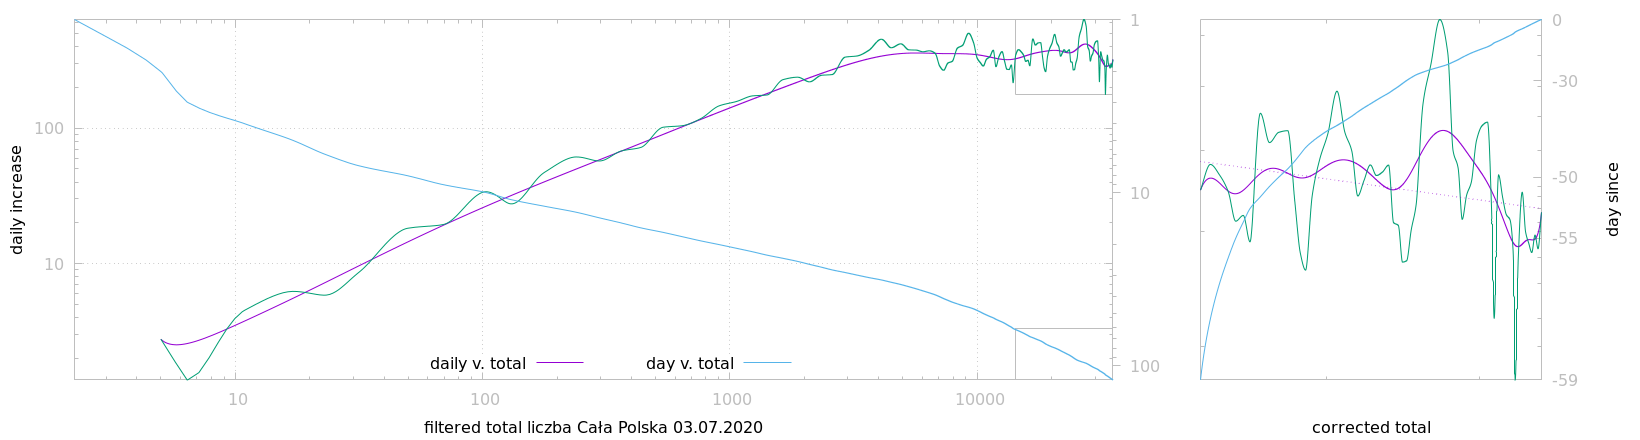 1
0
-30
100
daily increase
-50
day since
10
-55
10
daily v. total
day v. total
100
-59
10
100
1000
10000
filtered total liczba Cała Polska 03.07.2020
corrected total